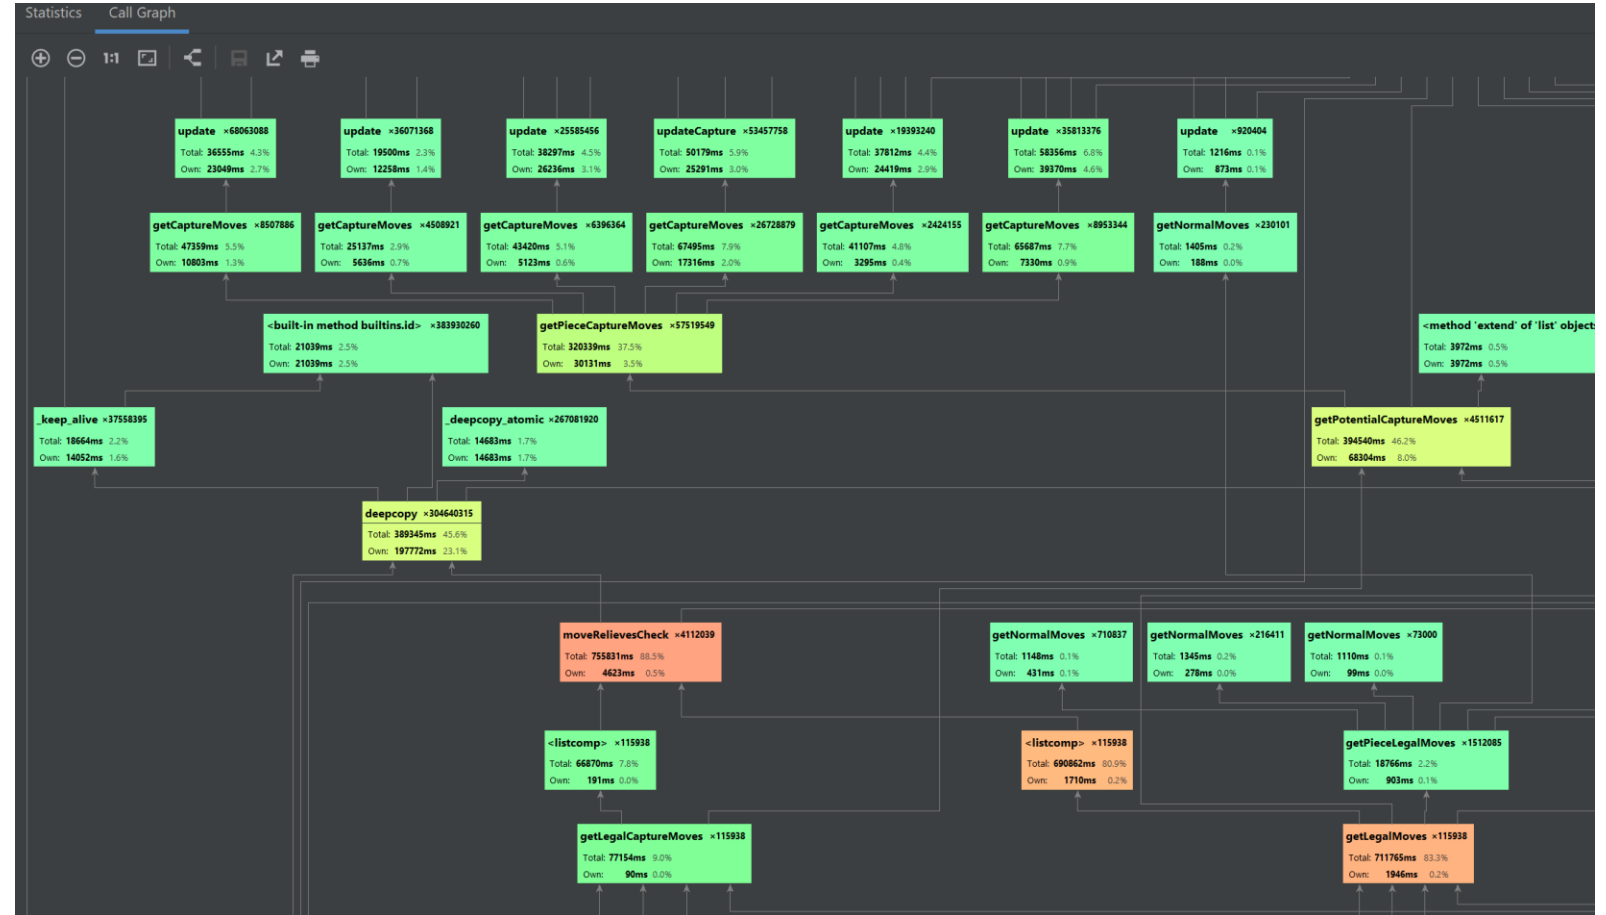 Statistics Call Graph
1:1
update ×68063088
Total: 36555ms 4.3%
Own: 23049ms 2.7%
update ×36071368
Total: 19500ms 2.3%
Own: 12258ms 1.4%
update ×25585456
Total: 38297ms 4.5%
Own: 26236ms 3.1%
updateCapture ×53457758
Total: 50179ms 5.9%
Own: 25291ms 3.0%
update ×19393240
Total: 37812ms 4.4%
Own: 24419ms 2.9%
update ×35813376
Total: 58356ms 6.8%
Own: 39370ms 4.6%
update ×920404
Total: 1216ms 0.1%
Own: 873ms 0.1%
getCaptureMoves ×8507886
Total: 47359ms 5.5%
Own: 10803ms 1.3%
getCaptureMoves ×4508921
Total: 25137ms 2.9%
Own: 5636ms 0.7%
getCaptureMoves ×6396364
Total: 43420ms 5.1%
Own: 5123ms 0.6%
getCaptureMoves ×26728879
Total: 67495ms 7.9%
Own: 17316ms 2.0%
getCaptureMoves ×2424155
Total: 41107ms 4.8%
Own: 3295ms 0.4%
getCaptureMoves ×8953344
Total: 65687ms 7.7%
Own: 7330ms 0.9%
getNormalMoves ×230101
Total: 1405ms 0.2%
Own: 188ms 0.0%
<built-in method builtins.id> ×383930260
Total: 21039ms 2.5%
Own: 21039ms 2.5%
getPieceCaptureMoves ×57519549
Total: 320339ms 37.5%
Own: 30131ms 3.5%
<method 'extend' of 'list' objects
Total: 3972ms 0.5%
Own: 3972ms 0.5%
_keep_alive ×37558395
Total: 18664ms 2.2%
Own: 14052ms 1.6%
_deepcopy_atomic ×267081920
Total: 14683ms 1.7%
Own: 14683ms 1.7%
getPotentialCaptureMoves ×4511617
Total: 394540ms 46.2%
Own: 68304ms 8.0%
deepcopy ×304640315
Total: 389345ms 45.6%
Own: 197772ms 23.1%
moveRelievesCheck ×4112039
Total: 755831ms 88.5%
Own: 4623ms 0.5%
getNormalMoves ×710837
Total: 1148ms 0.1%
Own: 431ms 0.1%
getNormalMoves ×216411
Total: 1345ms 0.2%
Own: 278ms 0.0%
getNormalMoves ×73000
Total: 1110ms 0.1%
Own: 99ms 0.0%
<listcomp> ×115938
Total: 66870ms 7.8%
Own: 191ms 0.0%
<listcomp> ×115938
Total: 690862ms 80.9%
Own: 1710ms 0.2%
getPieceLegalMoves ×1512085
Total: 18766ms 2.2%
Own: 903ms 0.1%
getLegalCaptureMoves ×115938
Total: 77154ms 9.0%
Own: 90ms 0.0%
getLegalMoves ×115938
Total: 711765ms 83.3%
Own: 1946ms 0.2%